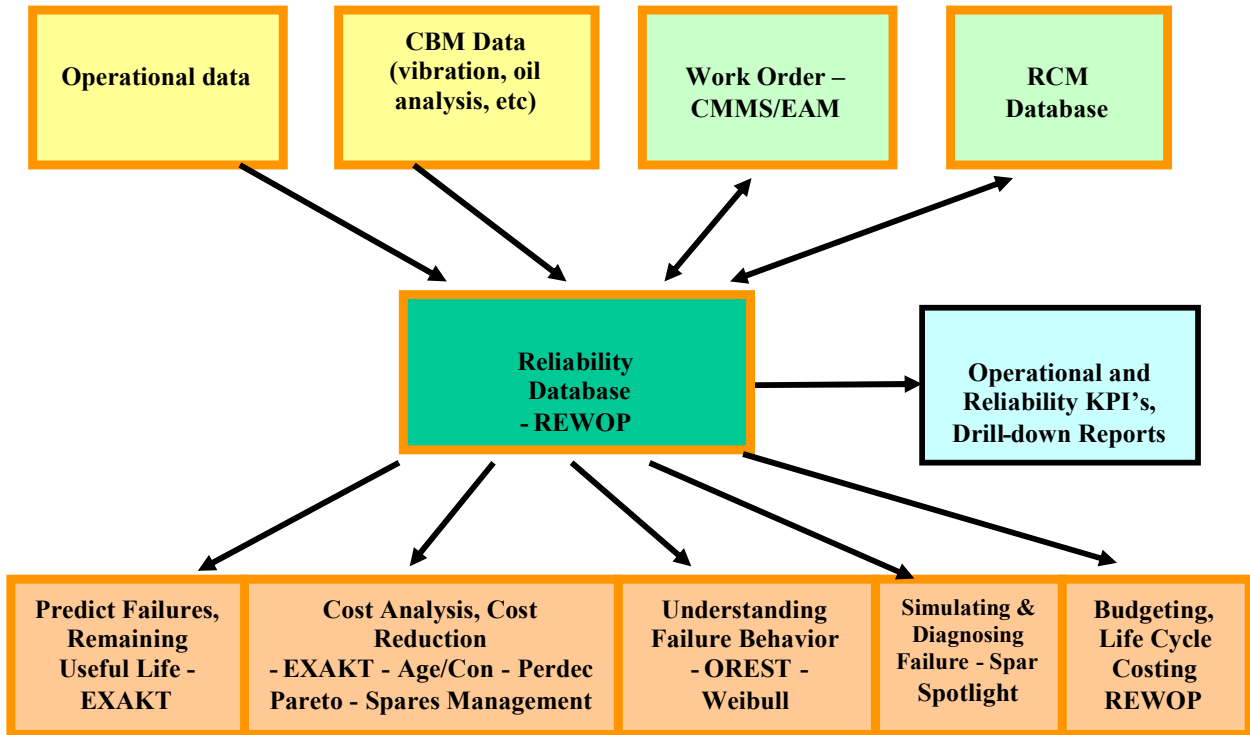 Operational data
CBM Data
(vibration, oil
analysis, etc)
Work Order –
CMMS/EAM
RCM
Database
Reliability
Database
- REWOP
Operational and
Reliability KPI’s,
Drill-down Reports
Predict Failures,
Remaining
Useful Life -
EXAKT
Cost Analysis, Cost
Reduction
- EXAKT - Age/Con - Perdec
Pareto - Spares Management
Understanding
Failure Behavior
- OREST -
Weibull
Simulating &
Diagnosing
Failure - Spar
Spotlight
Budgeting,
Life Cycle
Costing
REWOP